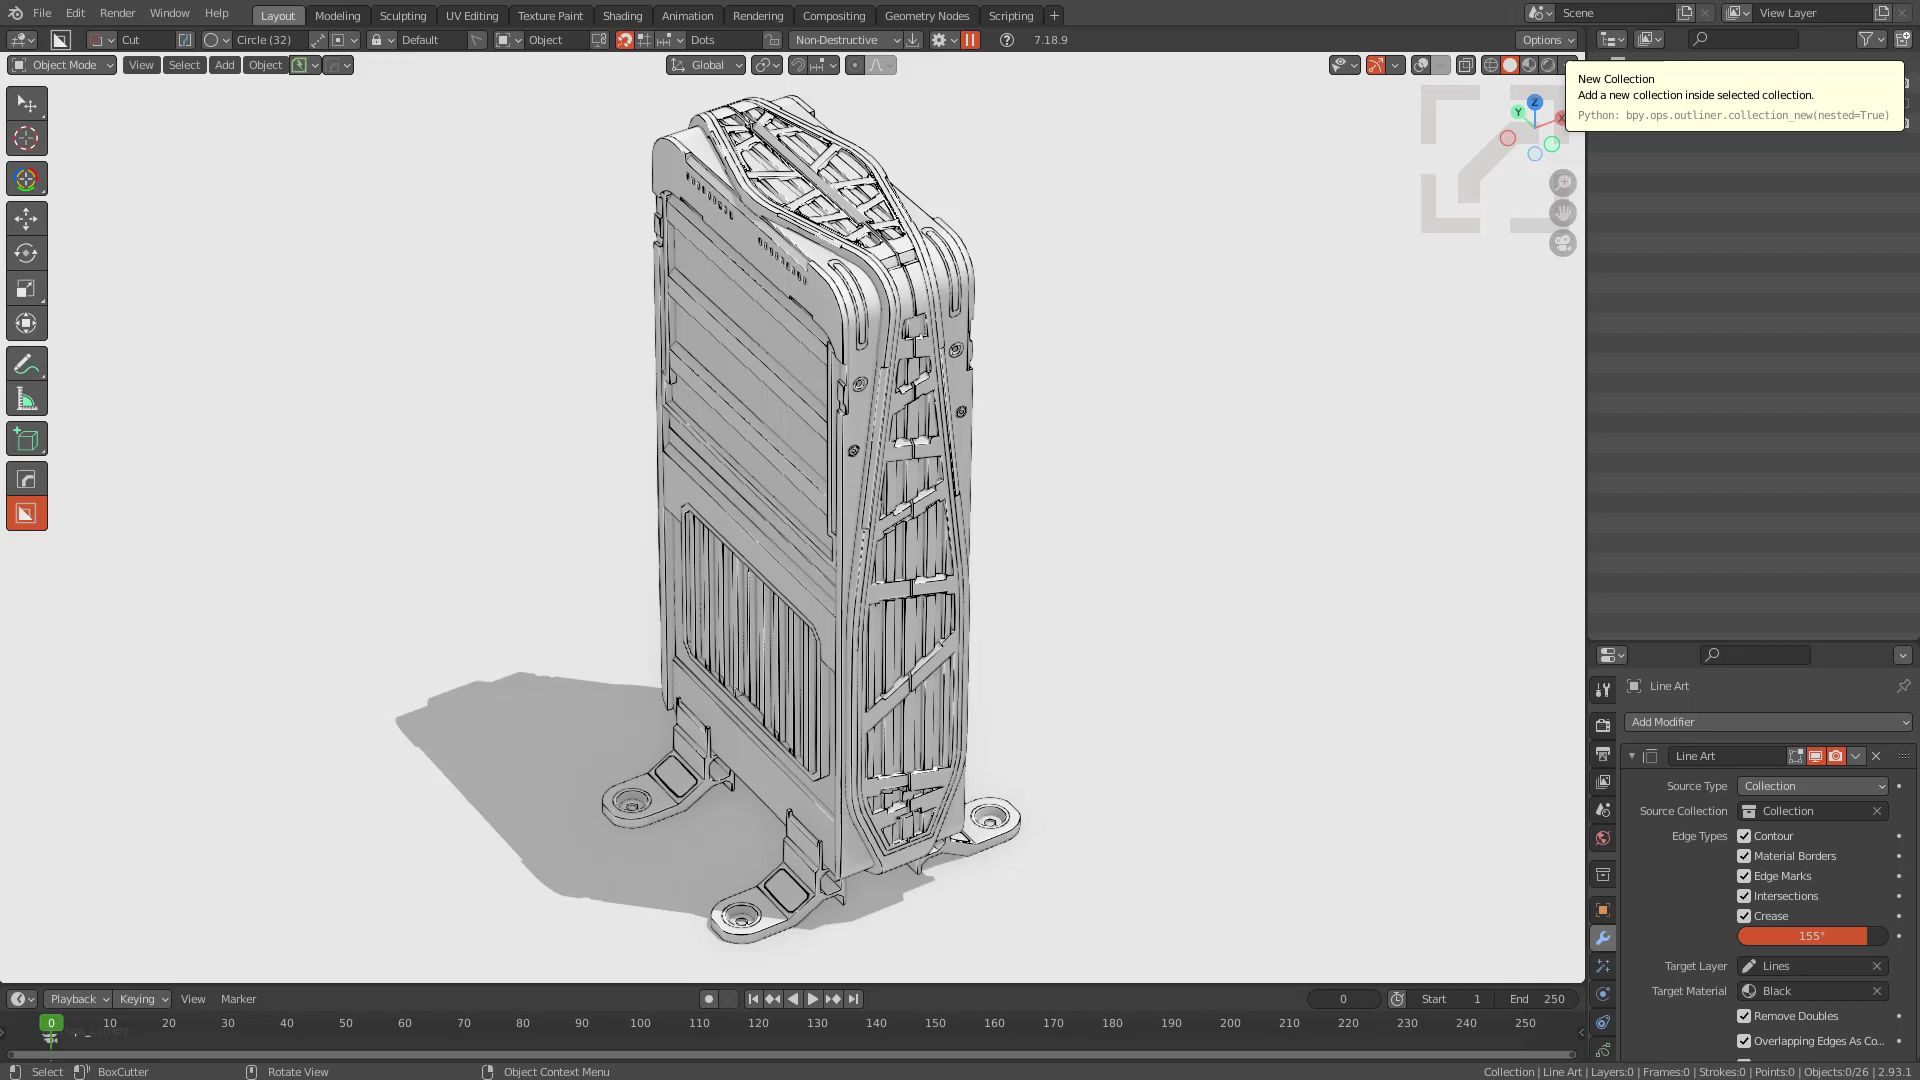 File Edit Render Window Help
Layout Modeling Sculpting UV Editing Texture Paint Shading Animation Rendering Compositing Geometry Nodes Scripting +
Scene
View Layer
Cut Circle (32) Default Object Dots Non-Destructive 7.18.9 Options
Object Mode View Select Add Object Global
New Collection
Add a new collection inside selected collection.
Python: bpy.ops.outliner.collection_new(nested=True)
Z
Y
X
Line Art
Add Modifier
Line Art
Source Type Collection
Source Collection Collection
Edge Types Contour
Material Borders
Edge Marks
Intersections
Crease
155°
Target Layer Lines
Target Material Black
Remove Doubles
Overlapping Edges As Co...
Playback Keying View Marker 0 Start 1 End 250
0 10 20 30 40 50 60 70 80 90 100 110 120 130 140 150 160 170 180 190 200 210 220 230 240 250
Select BoxCutter Rotate View Object Context Menu
Collection | Line Art | Layers:0 | Frames:0 | Strokes:0 | Points:0 | Objects:0/26 | 2.93.1